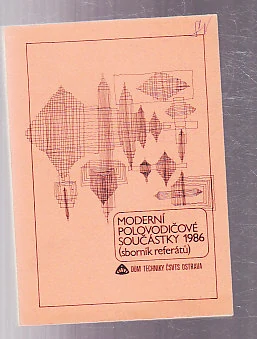 MODERNÍ
POLOVODIČOVÉ
SOUČÁSTKY 1986
(sborník referátů)
DŮM TECHNIKY ČSVTS OSTRAVA